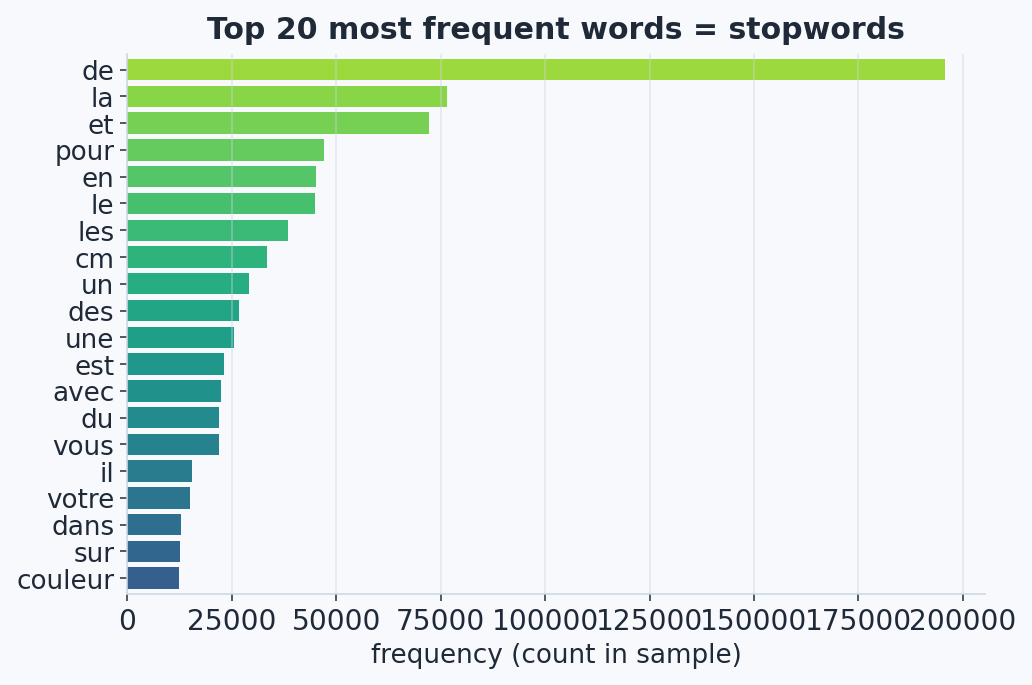 Top 20 most frequent words = stopwords
de
la
et
pour
en
le
les
cm
un
des
une
est
avec
du
vous
il
votre
dans
sur
couleur
0 25000 50000 75000 100000 125000 150000 175000 200000
frequency (count in sample)